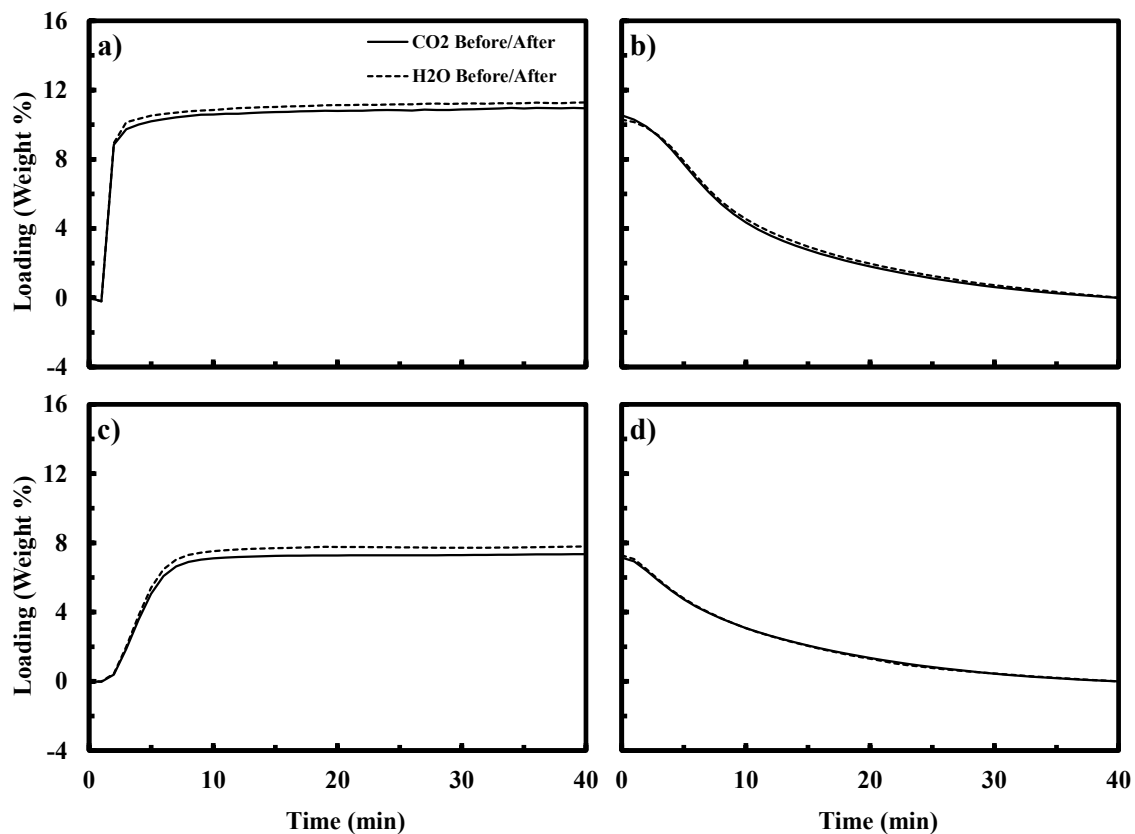 a)
CO2 Before/After
H2O Before/After
b)
Loading (Weight %)
16
12
8
4
0
-4
c)
d)
Loading (Weight %)
16
12
8
4
0
-4
0 10 20 30 40
0 10 20 30 40
Time (min)
Time (min)